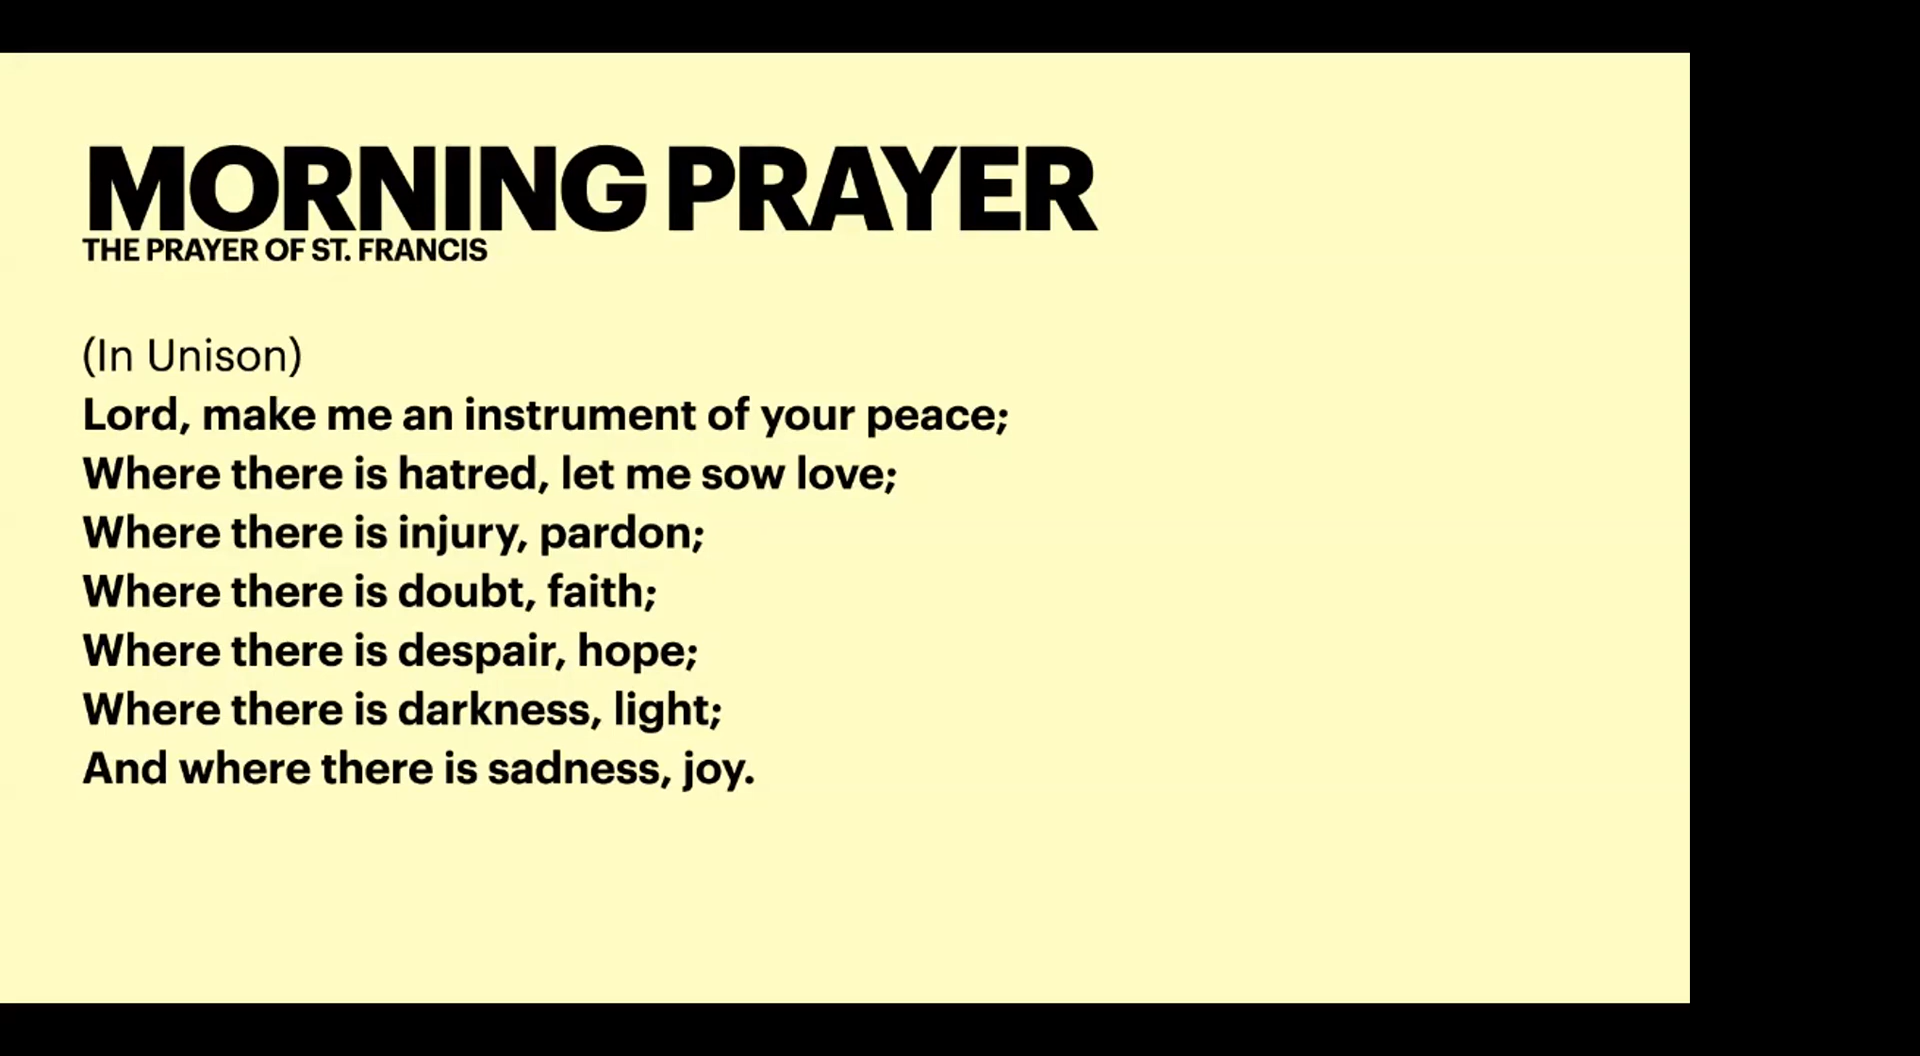 MORNING PRAYER
THE PRAYER OF ST. FRANCIS
(In Unison)
Lord, make me an instrument of your peace;
Where there is hatred, let me sow love;
Where there is injury, pardon;
Where there is doubt, faith;
Where there is despair, hope;
Where there is darkness, light;
And where there is sadness, joy.